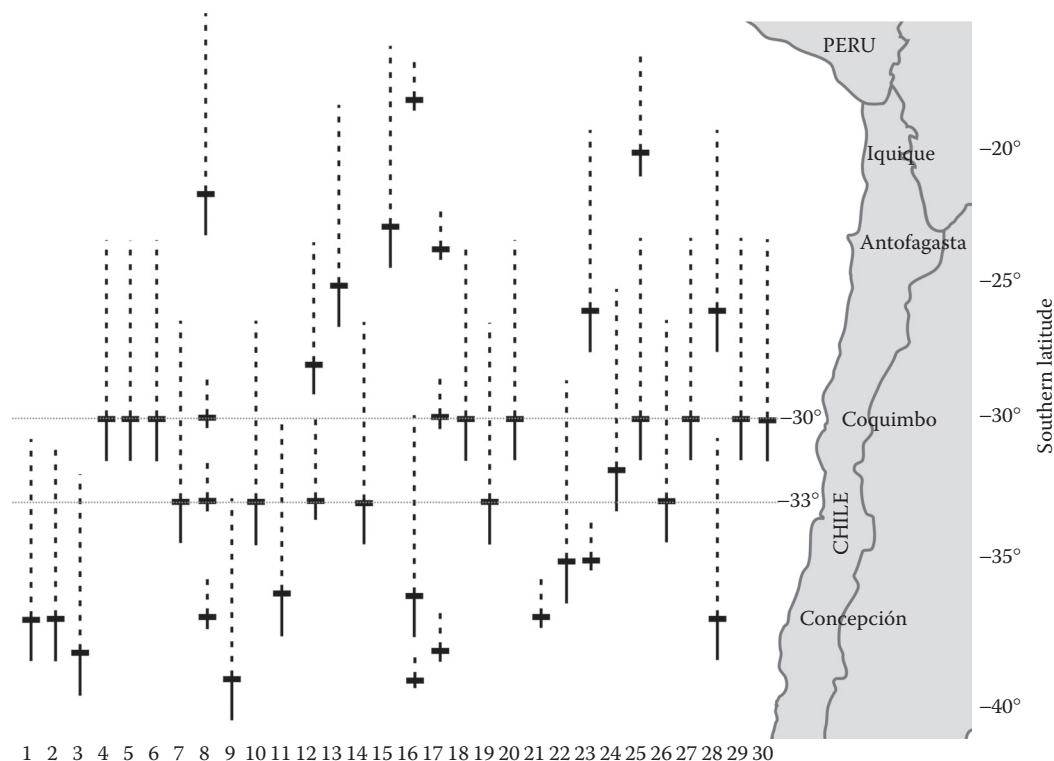 PERU
Iquique
Antofagasta
Coquimbo
CHILE
Concepción
−20°
−25°
−30°
−35°
−40°
Southern latitude
−30°
−33°
1 2 3 4 5 6 7 8 9 10 11 12 13 14 15 16 17 18 19 20 21 22 23 24 25 26 27 28 29 30